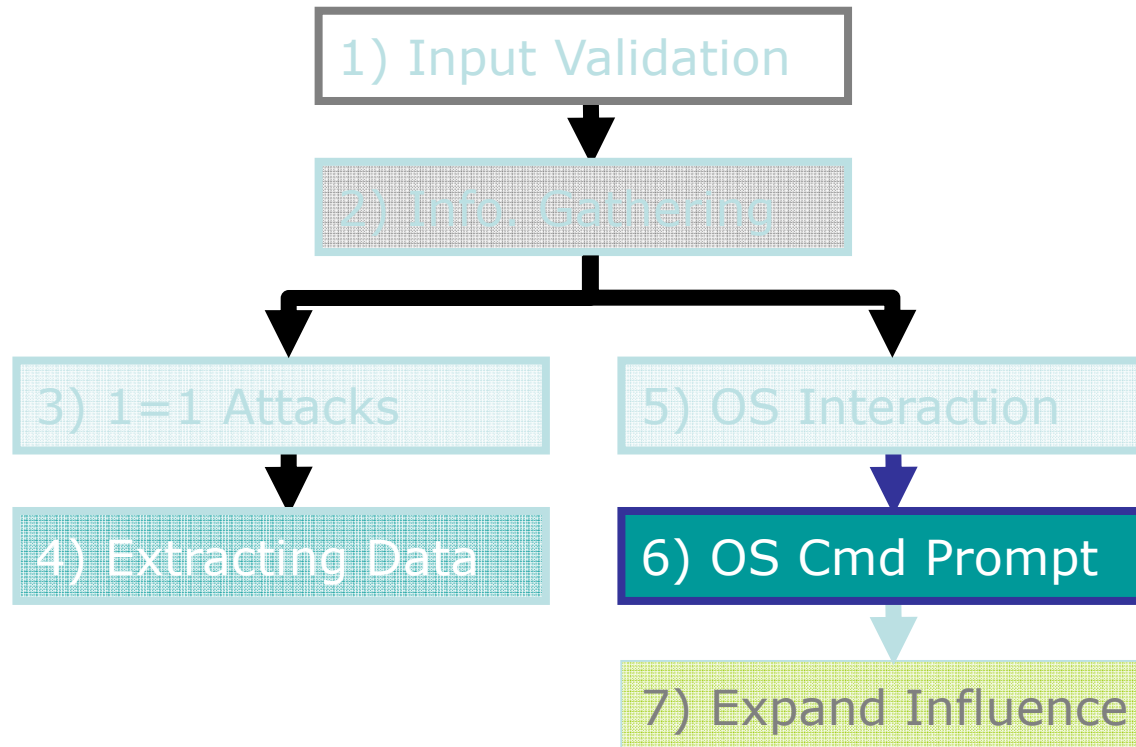 1) Input Validation
2) Info. Gathering
3) 1=1 Attacks
5) OS Interaction
4) Extracting Data
6) OS Cmd Prompt
7) Expand Influence